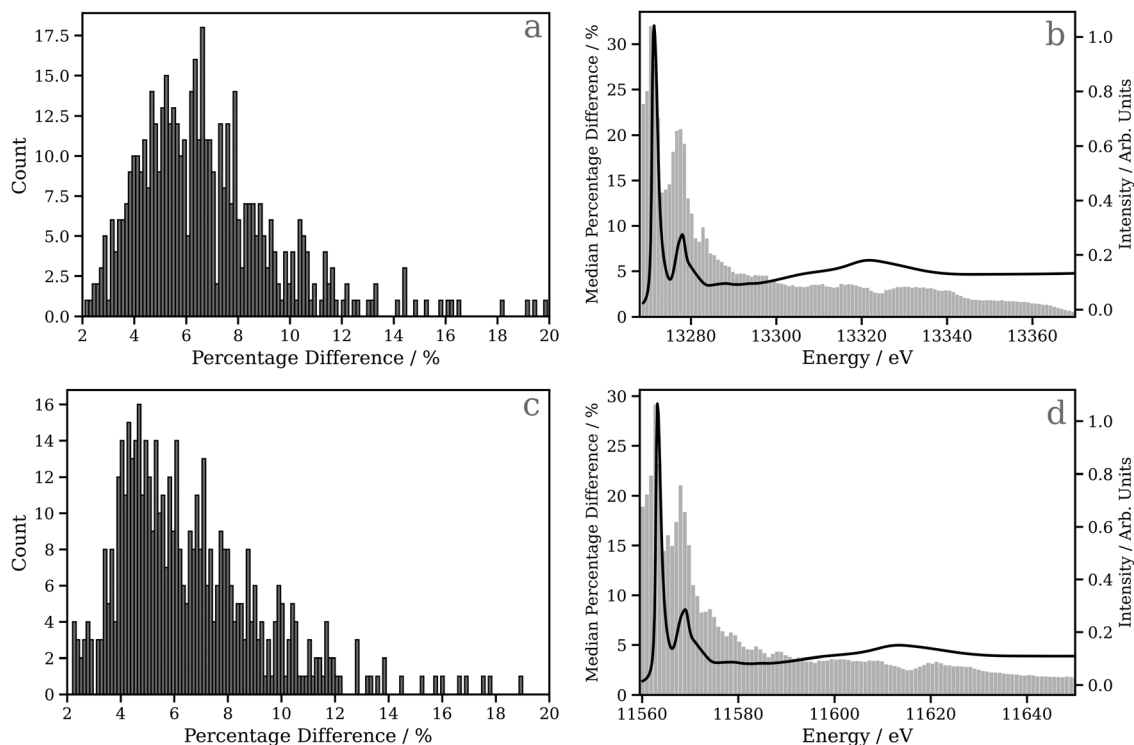 a
17.5
15.0
12.5
10.0
7.5
5.0
2.5
0.0
Count
2 4 6 8 10 12 14 16 18 20
Percentage Difference / %
b
30
25
20
15
10
5
0
Median Percentage Difference / %
1.0
0.8
0.6
0.4
0.2
0.0
Intensity / Arb. Units
13280 13300 13320 13340 13360
Energy / eV
c
16
14
12
10
8
6
4
2
0
Count
2 4 6 8 10 12 14 16 18 20
Percentage Difference / %
d
30
25
20
15
10
5
0
Median Percentage Difference / %
1.0
0.8
0.6
0.4
0.2
0.0
Intensity / Arb. Units
11560 11580 11600 11620 11640
Energy / eV